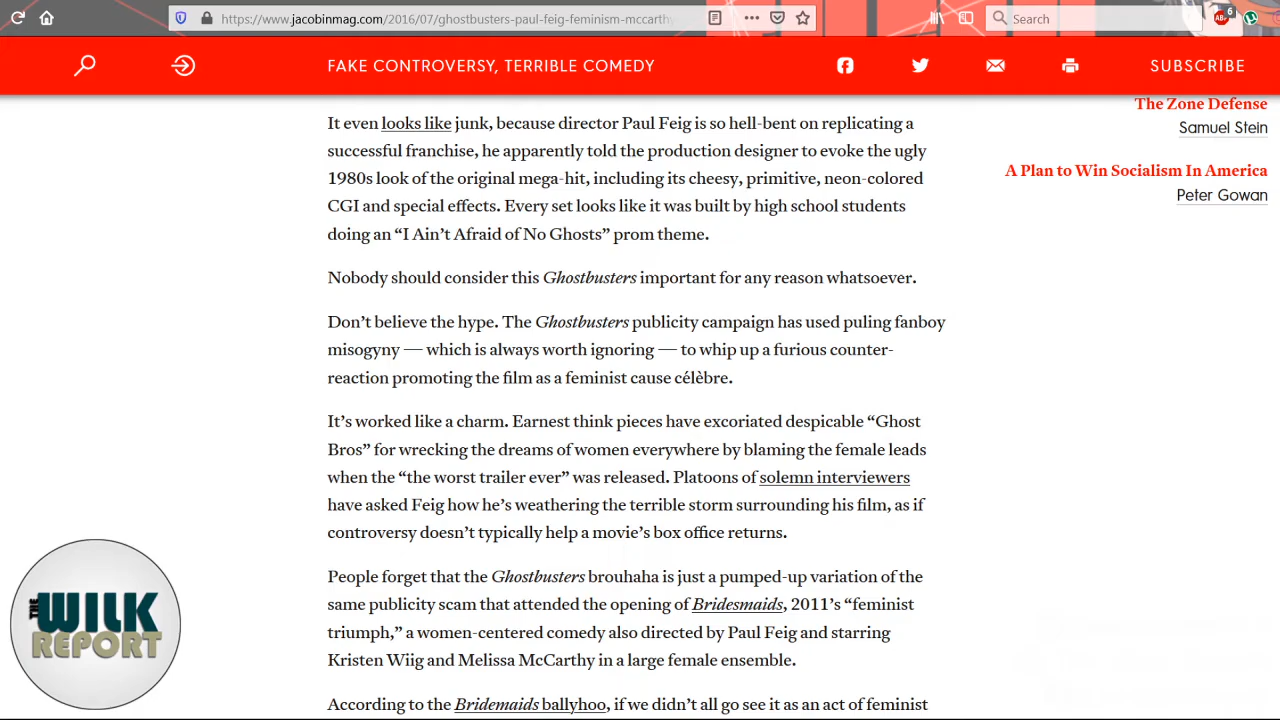 https://www.jacobinmag.com/2016/07/ghostbusters-paul-feig-feminism-mccarthy-
Search
ABP
6
FAKE CONTROVERSY, TERRIBLE COMEDY
SUBSCRIBE
It even looks like junk, because director Paul Feig is so hell-bent on replicating a
successful franchise, he apparently told the production designer to evoke the ugly
1980s look of the original mega-hit, including its cheesy, primitive, neon-colored
CGI and special effects. Every set looks like it was built by high school students
doing an “I Ain’t Afraid of No Ghosts” prom theme.
Nobody should consider this Ghostbusters important for any reason whatsoever.
Don’t believe the hype. The Ghostbusters publicity campaign has used puling fanboy
misogyny — which is always worth ignoring — to whip up a furious counter-
reaction promoting the film as a feminist cause célèbre.
It’s worked like a charm. Earnest think pieces have excoriated despicable “Ghost
Bros” for wrecking the dreams of women everywhere by blaming the female leads
when the “the worst trailer ever” was released. Platoons of solemn interviewers
have asked Feig how he’s weathering the terrible storm surrounding his film, as if
controversy doesn’t typically help a movie’s box office returns.
People forget that the Ghostbusters brouhaha is just a pumped-up variation of the
same publicity scam that attended the opening of Bridesmaids, 2011’s “feminist
triumph,” a women-centered comedy also directed by Paul Feig and starring
Kristen Wiig and Melissa McCarthy in a large female ensemble.
According to the Bridemaids ballyhoo, if we didn’t all go see it as an act of feminist
The Zone Defense
Samuel Stein
A Plan to Win Socialism In America
Peter Gowan
THE
WILK
REPORT